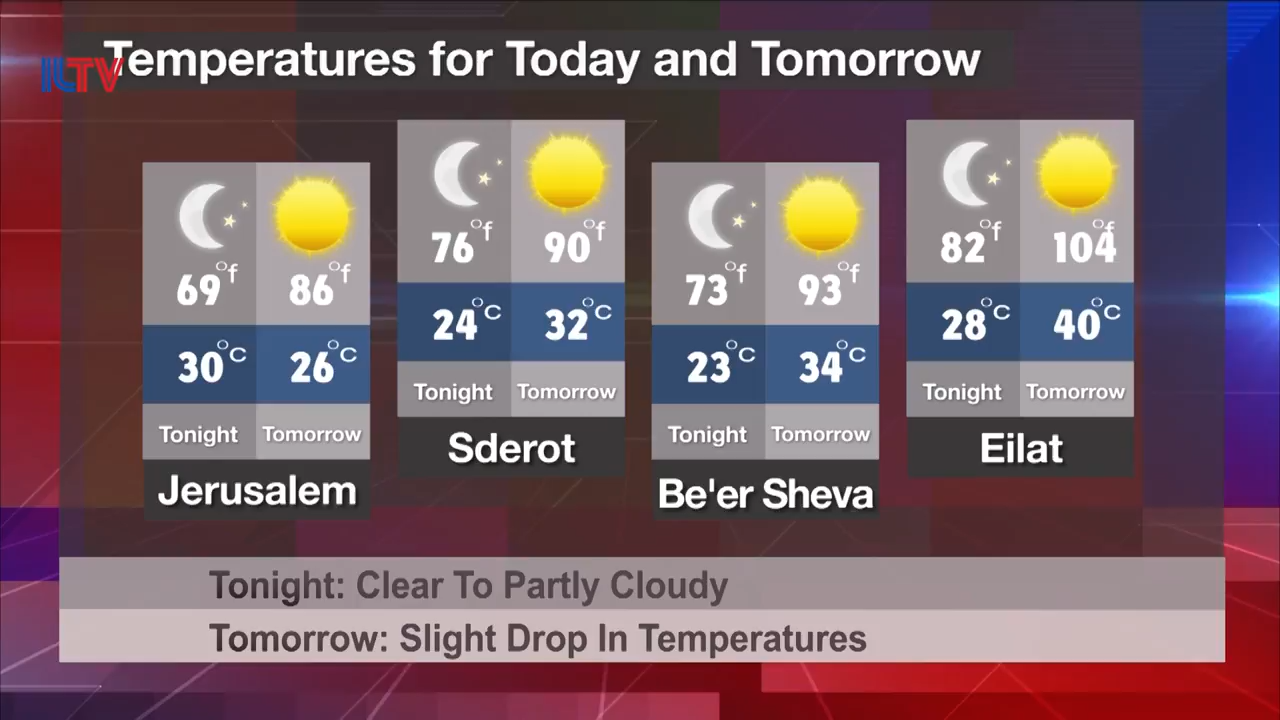 ILTV
Temperatures for Today and Tomorrow
69°f 86°f
30°C 26°C
Tonight Tomorrow
Jerusalem
76°f 90°f
24°C 32°C
Tonight Tomorrow
Sderot
73°f 93°f
23°C 34°C
Tonight Tomorrow
Be'er Sheva
82°f 104°f
28°C 40°C
Tonight Tomorrow
Eilat
Tonight: Clear To Partly Cloudy
Tomorrow: Slight Drop In Temperatures